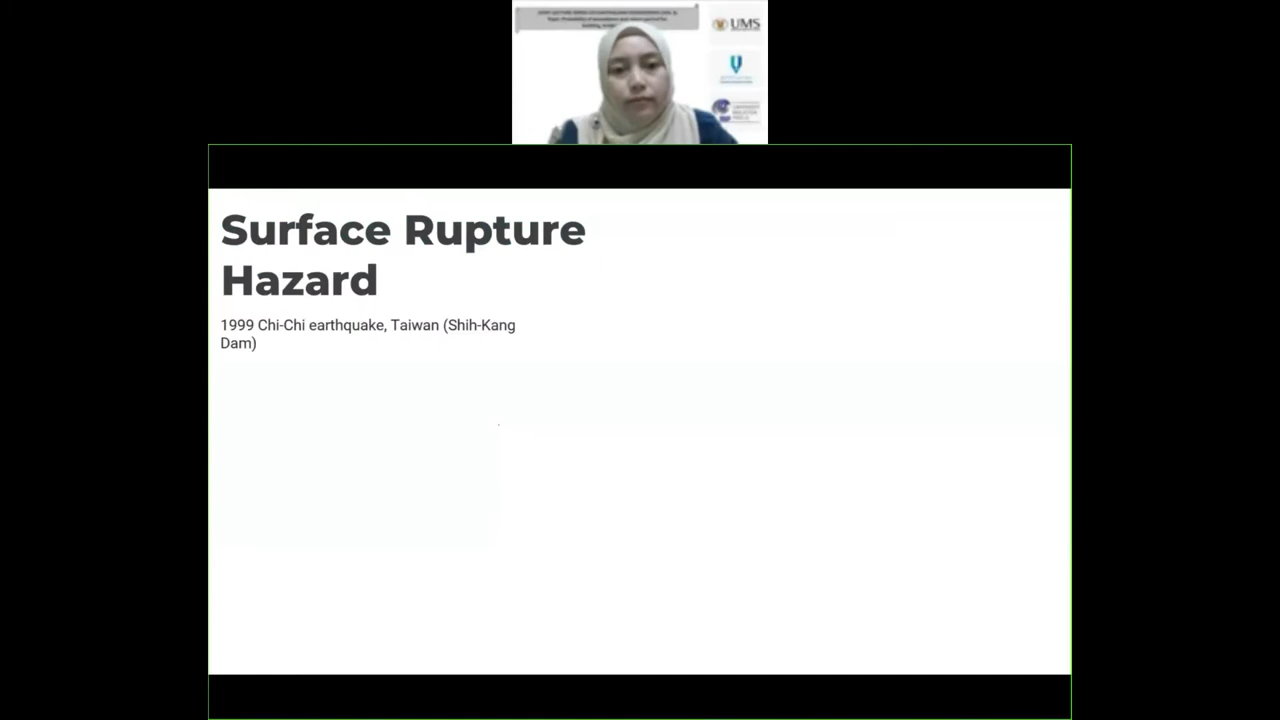 UMS
Surface Rupture
Hazard
1999 Chi-Chi earthquake, Taiwan (Shih-Kang
Dam)